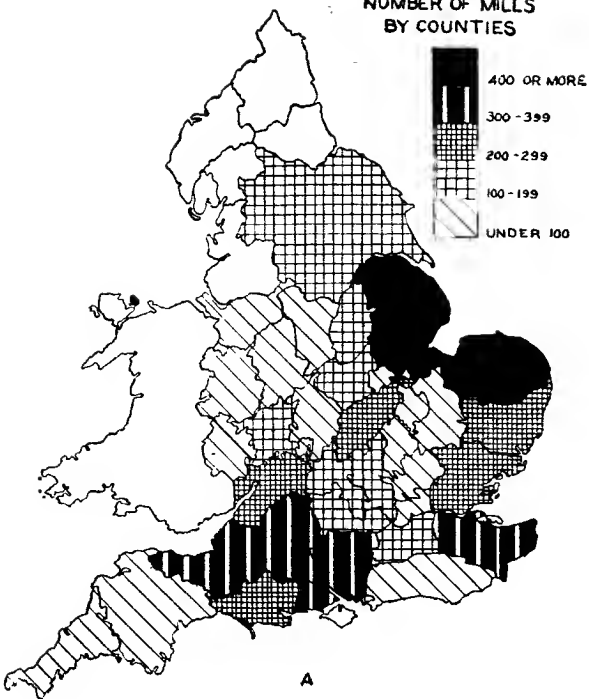 NUMBER OF MILLS
BY COUNTIES
400 OR MORE
300-399
200-299
100-199
UNDER 100
A